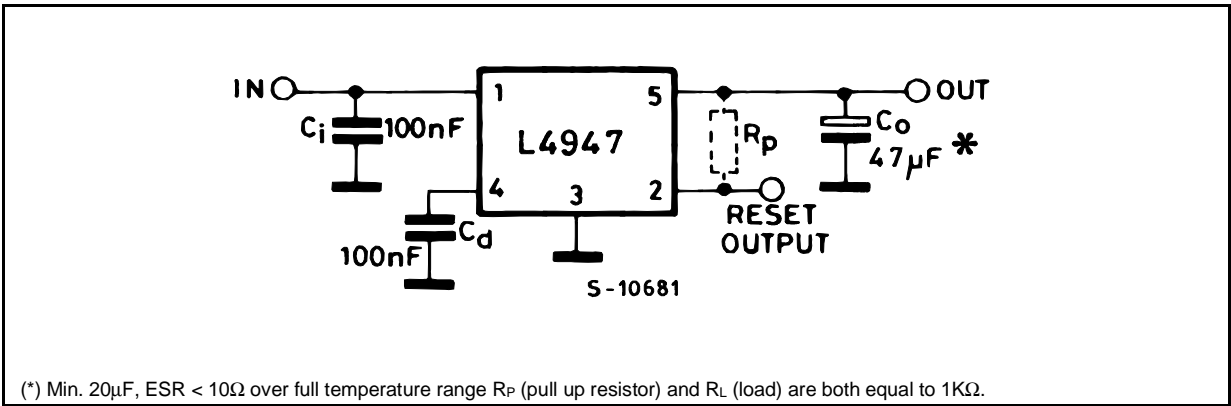 IN
1
5
OUT
Ci
100nF
L4947
Rp
Co
47µF *
4
3
2
Cd
100nF
RESET
OUTPUT
S-10681
(*) Min. 20µF, ESR < 10Ω over full temperature range RP (pull up resistor) and RL (load) are both equal to 1KΩ.